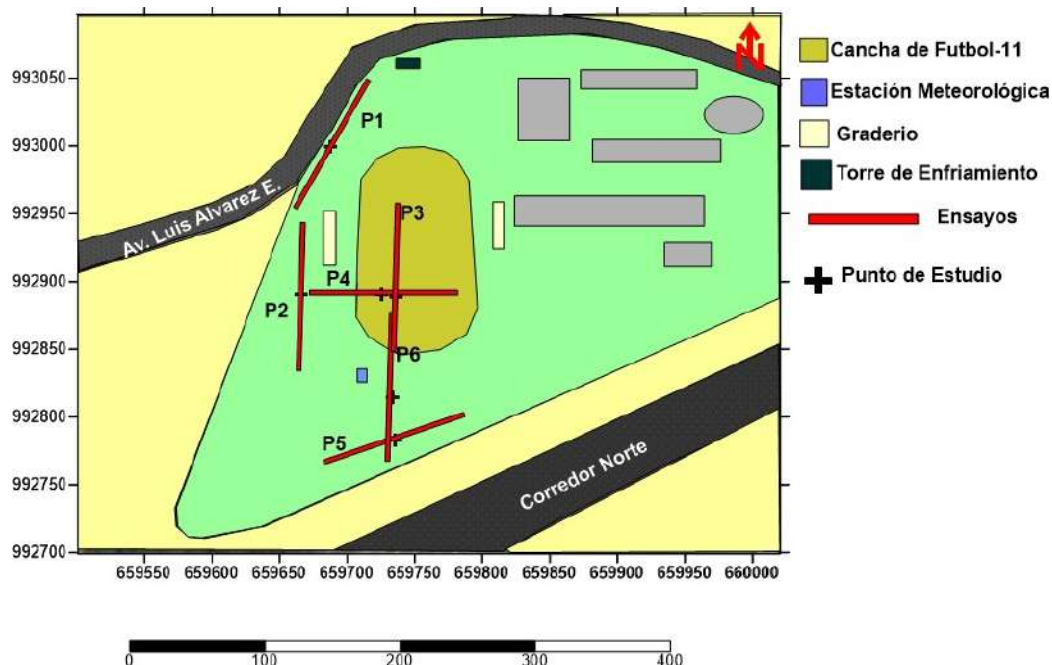 993050
993000
992950
992900
992850
992800
992750
992700
659550 659600 659650 659700 659750 659800 659850 659900 659950 660000
Av. Luis Alvarez E.
P1
P3
P4
P2
P6
P5
Corredor Norte
N
Cancha de Futbol-11
Estación Meteorológica
Graderio
Torre de Enfriamiento
Ensayos
Punto de Estudio
0 100 200 300 400